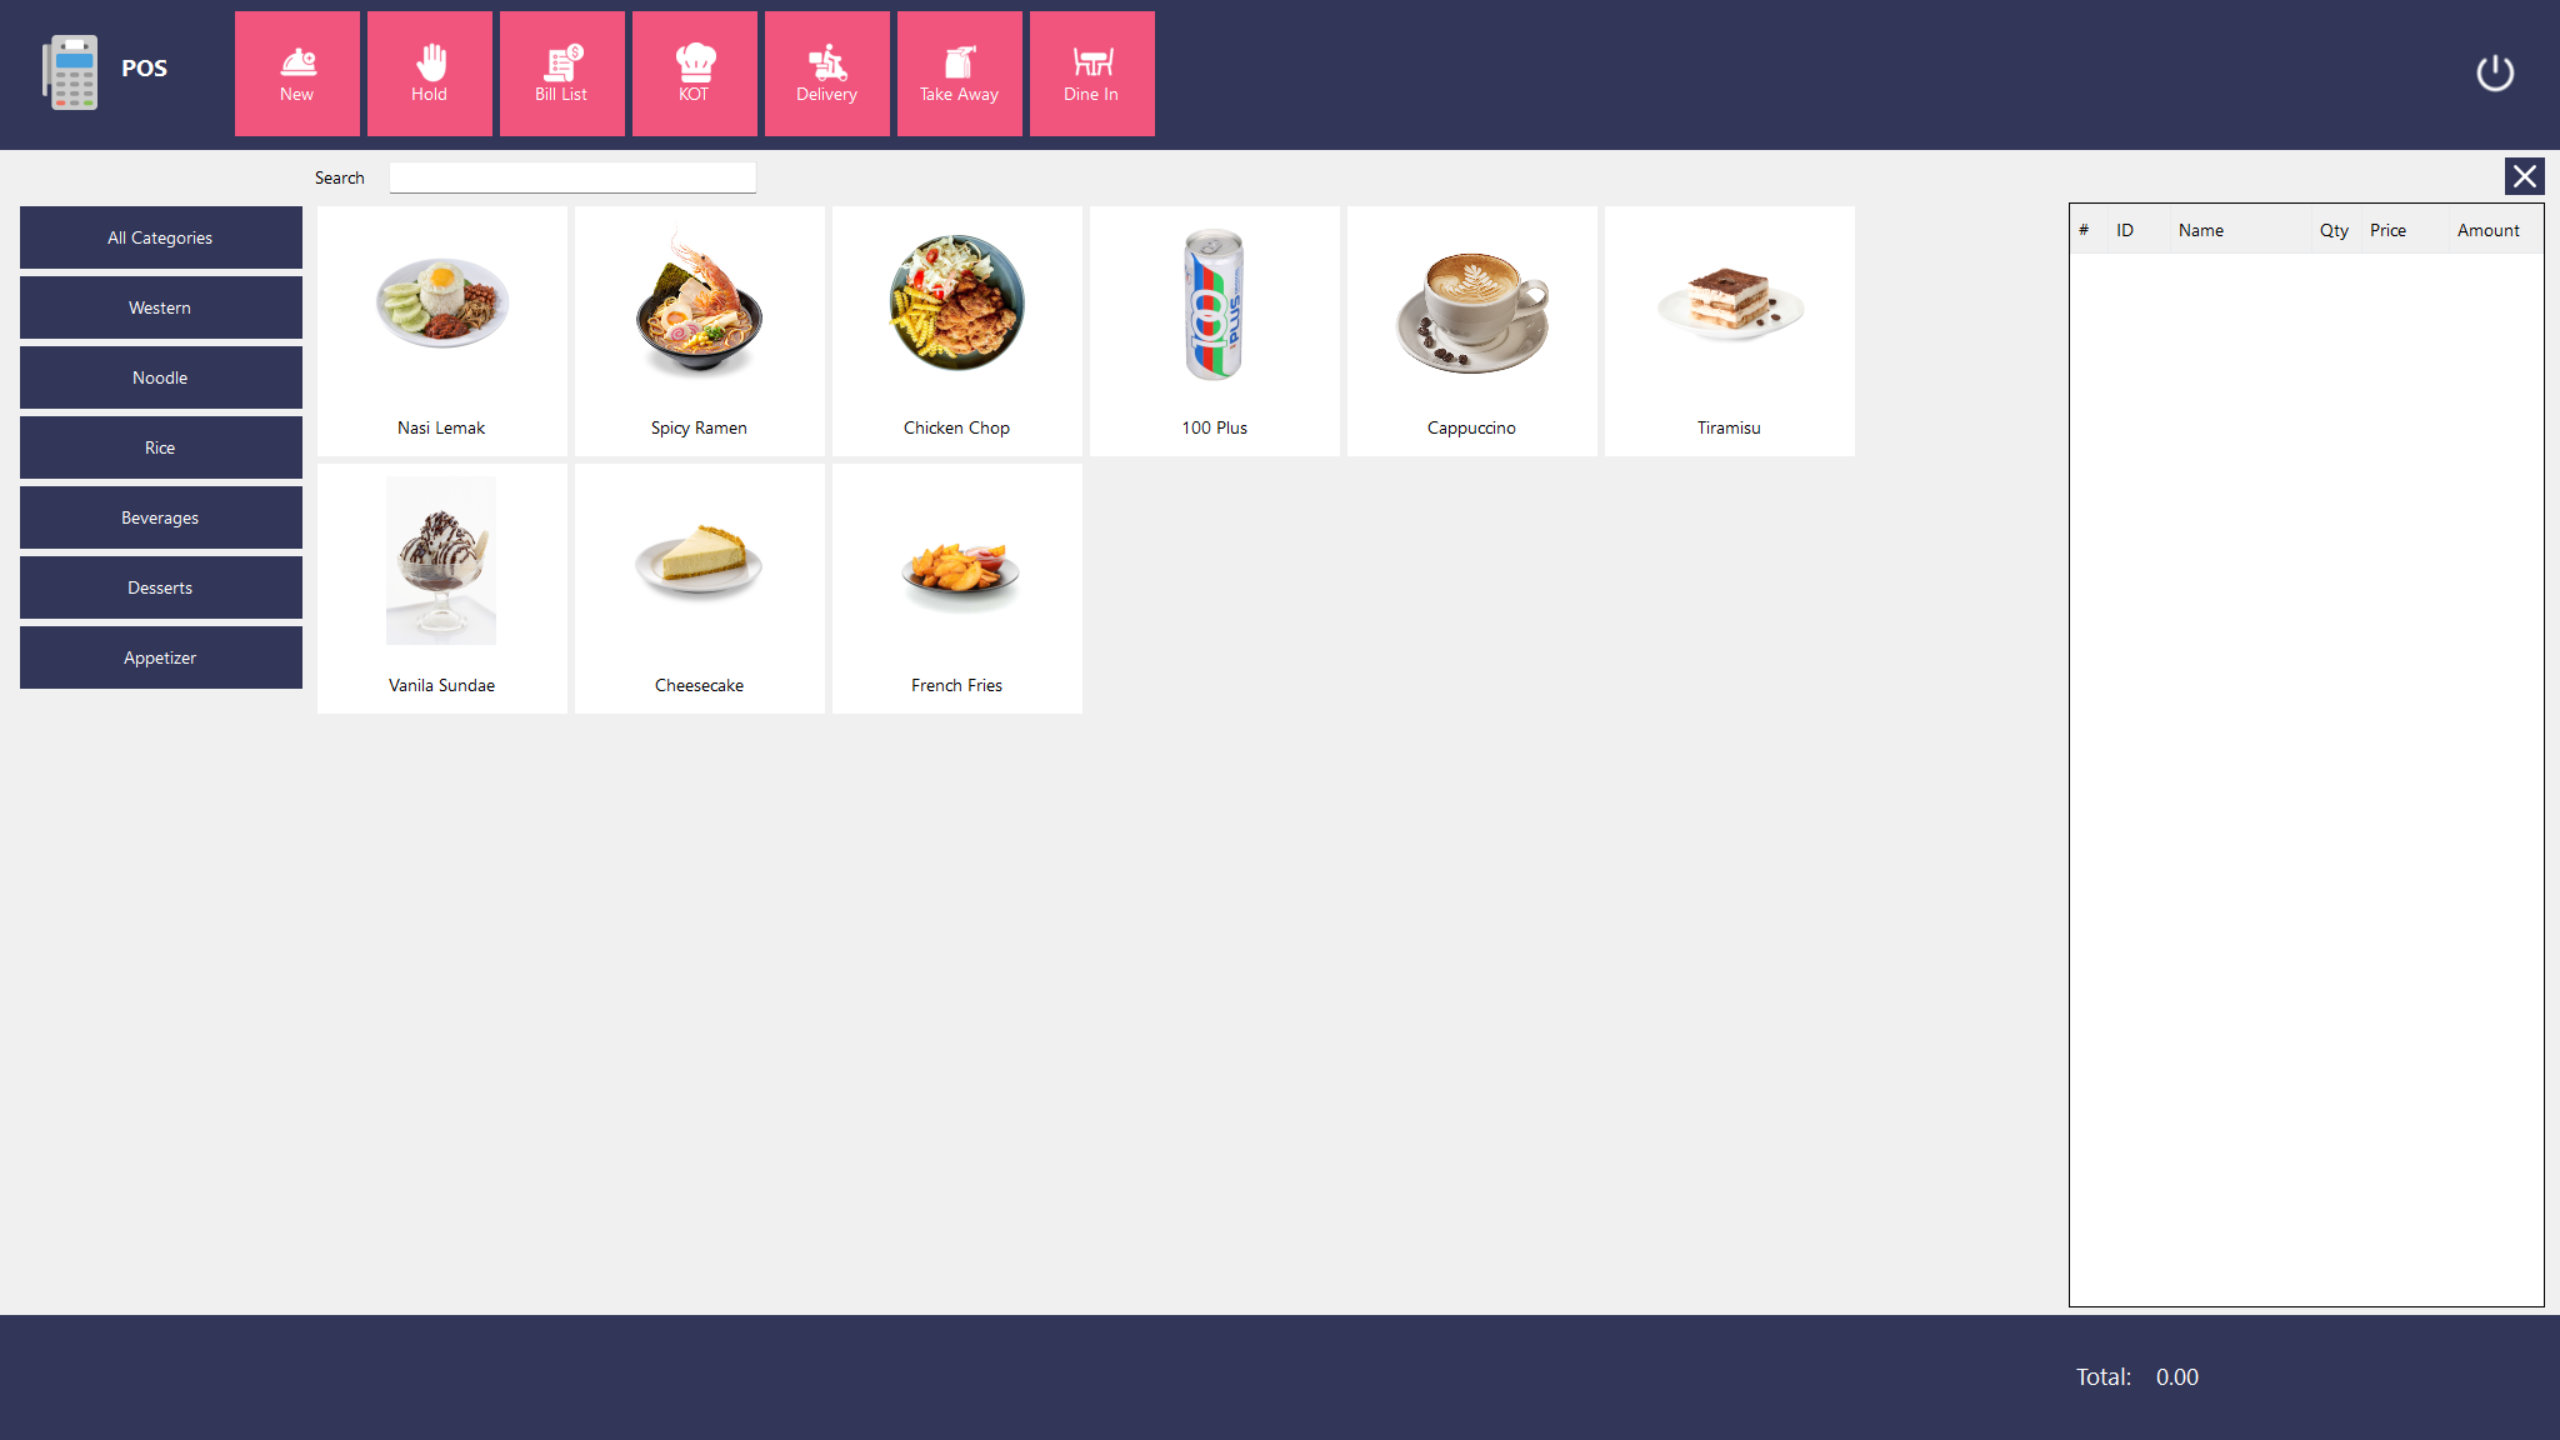 POS
New
Hold
Bill List
KOT
Delivery
Take Away
Dine In
Search
All Categories
Western
Noodle
Rice
Beverages
Desserts
Appetizer
Nasi Lemak
Spicy Ramen
Chicken Chop
100 PLUS
100 Plus
Cappuccino
Tiramisu
Vanila Sundae
Cheesecake
French Fries
# ID Name Qty Price Amount
Total: 0.00